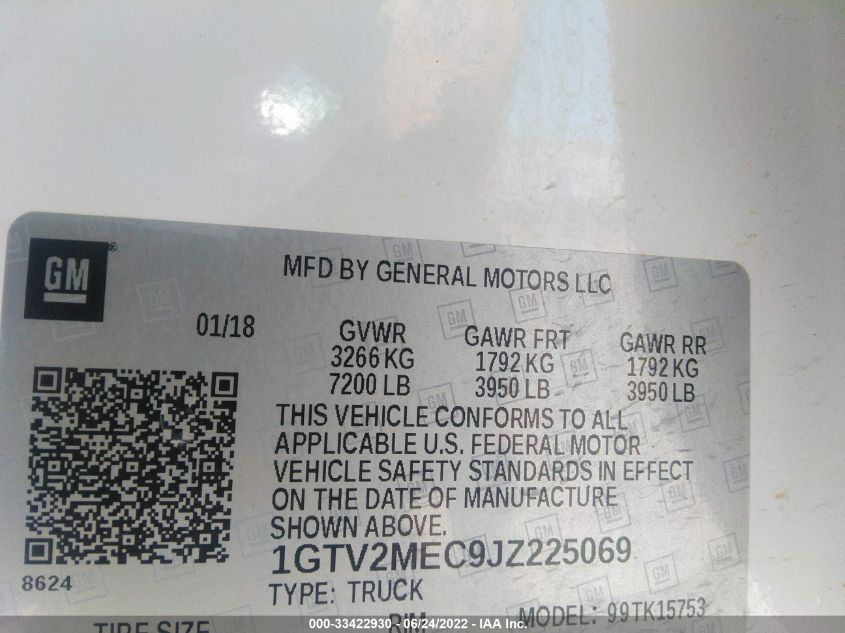 GM
MFD BY GENERAL MOTORS LLC
01/18
GVWR
3266 KG
7200 LB
GAWR FRT
1792 KG
3950 LB
GAWR RR
1792 KG
3950 LB
THIS VEHICLE CONFORMS TO ALL
APPLICABLE U.S. FEDERAL MOTOR
VEHICLE SAFETY STANDARDS IN EFFECT
ON THE DATE OF MANUFACTURE
SHOWN ABOVE.
1GTV2MEC9JZ225069
8624
TYPE: TRUCK
MODEL: 99TK15753
TIRE SIZE
RIM
000-33422930 - 06/24/2022 - IAA Inc.